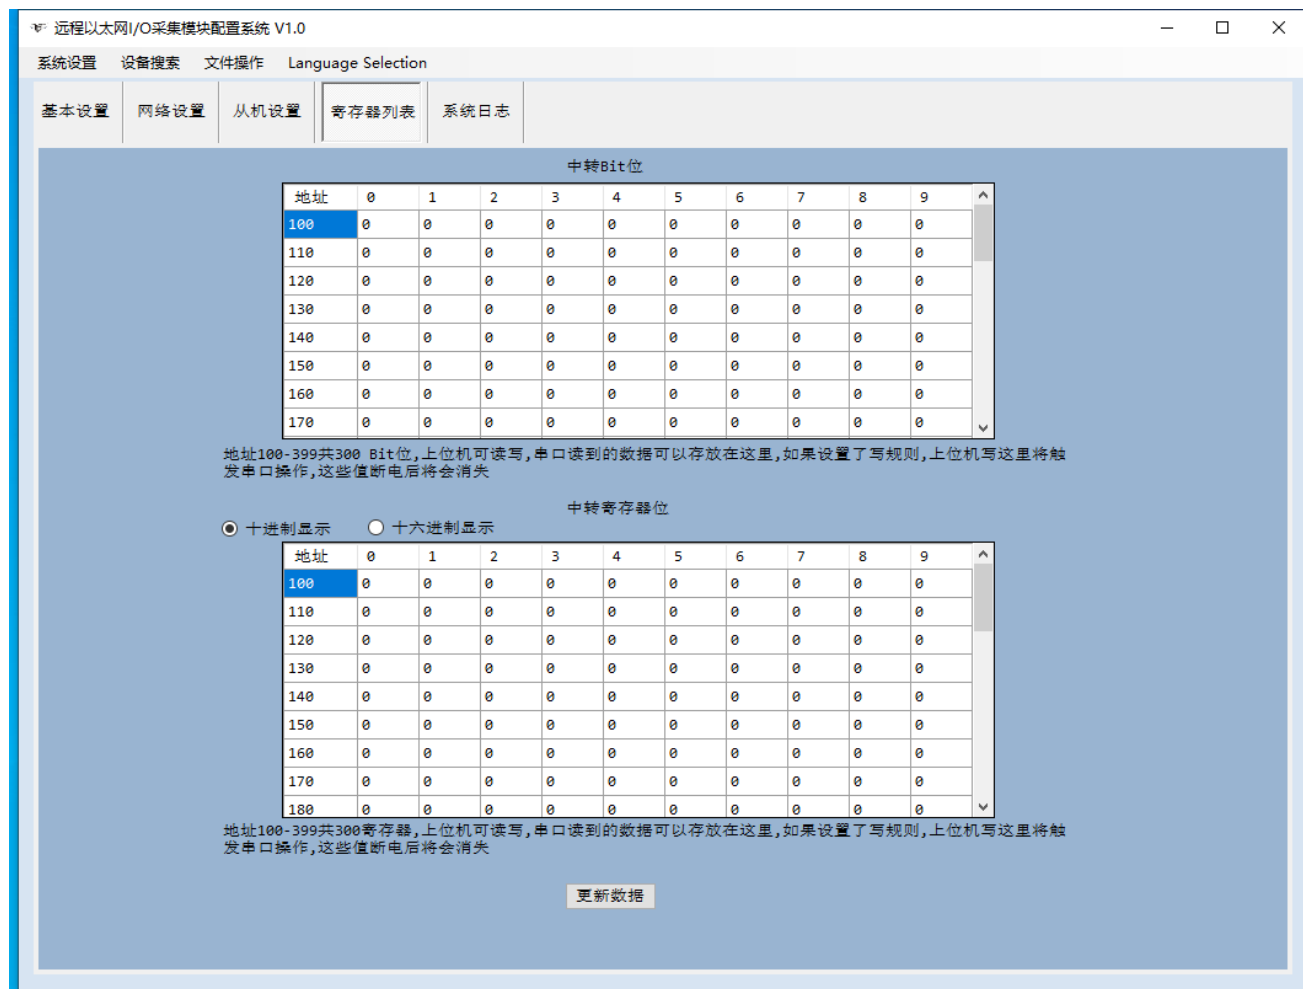 远程以太网I/O采集模块配置系统 V1.0
系统设置 设备搜索 文件操作 Language Selection
基本设置 网络设置 从机设置 寄存器列表 系统日志
中转Bit位
地址 0 1 2 3 4 5 6 7 8 9
100 0 0 0 0 0 0 0 0 0 0
110 0 0 0 0 0 0 0 0 0 0
120 0 0 0 0 0 0 0 0 0 0
130 0 0 0 0 0 0 0 0 0 0
140 0 0 0 0 0 0 0 0 0 0
150 0 0 0 0 0 0 0 0 0 0
160 0 0 0 0 0 0 0 0 0 0
170 0 0 0 0 0 0 0 0 0 0
地址100-399共300 Bit位,上位机可读写,串口读到的数据可以存放在这里,如果设置了写规则,上位机写这里将触
发串口操作,这些值断电后将会消失
中转寄存器位
十进制显示 十六进制显示
地址 0 1 2 3 4 5 6 7 8 9
100 0 0 0 0 0 0 0 0 0 0
110 0 0 0 0 0 0 0 0 0 0
120 0 0 0 0 0 0 0 0 0 0
130 0 0 0 0 0 0 0 0 0 0
140 0 0 0 0 0 0 0 0 0 0
150 0 0 0 0 0 0 0 0 0 0
160 0 0 0 0 0 0 0 0 0 0
170 0 0 0 0 0 0 0 0 0 0
180 0 0 0 0 0 0 0 0 0 0
地址100-399共300寄存器,上位机可读写,串口读到的数据可以存放在这里,如果设置了写规则,上位机写这里将触
发串口操作,这些值断电后将会消失
更新数据